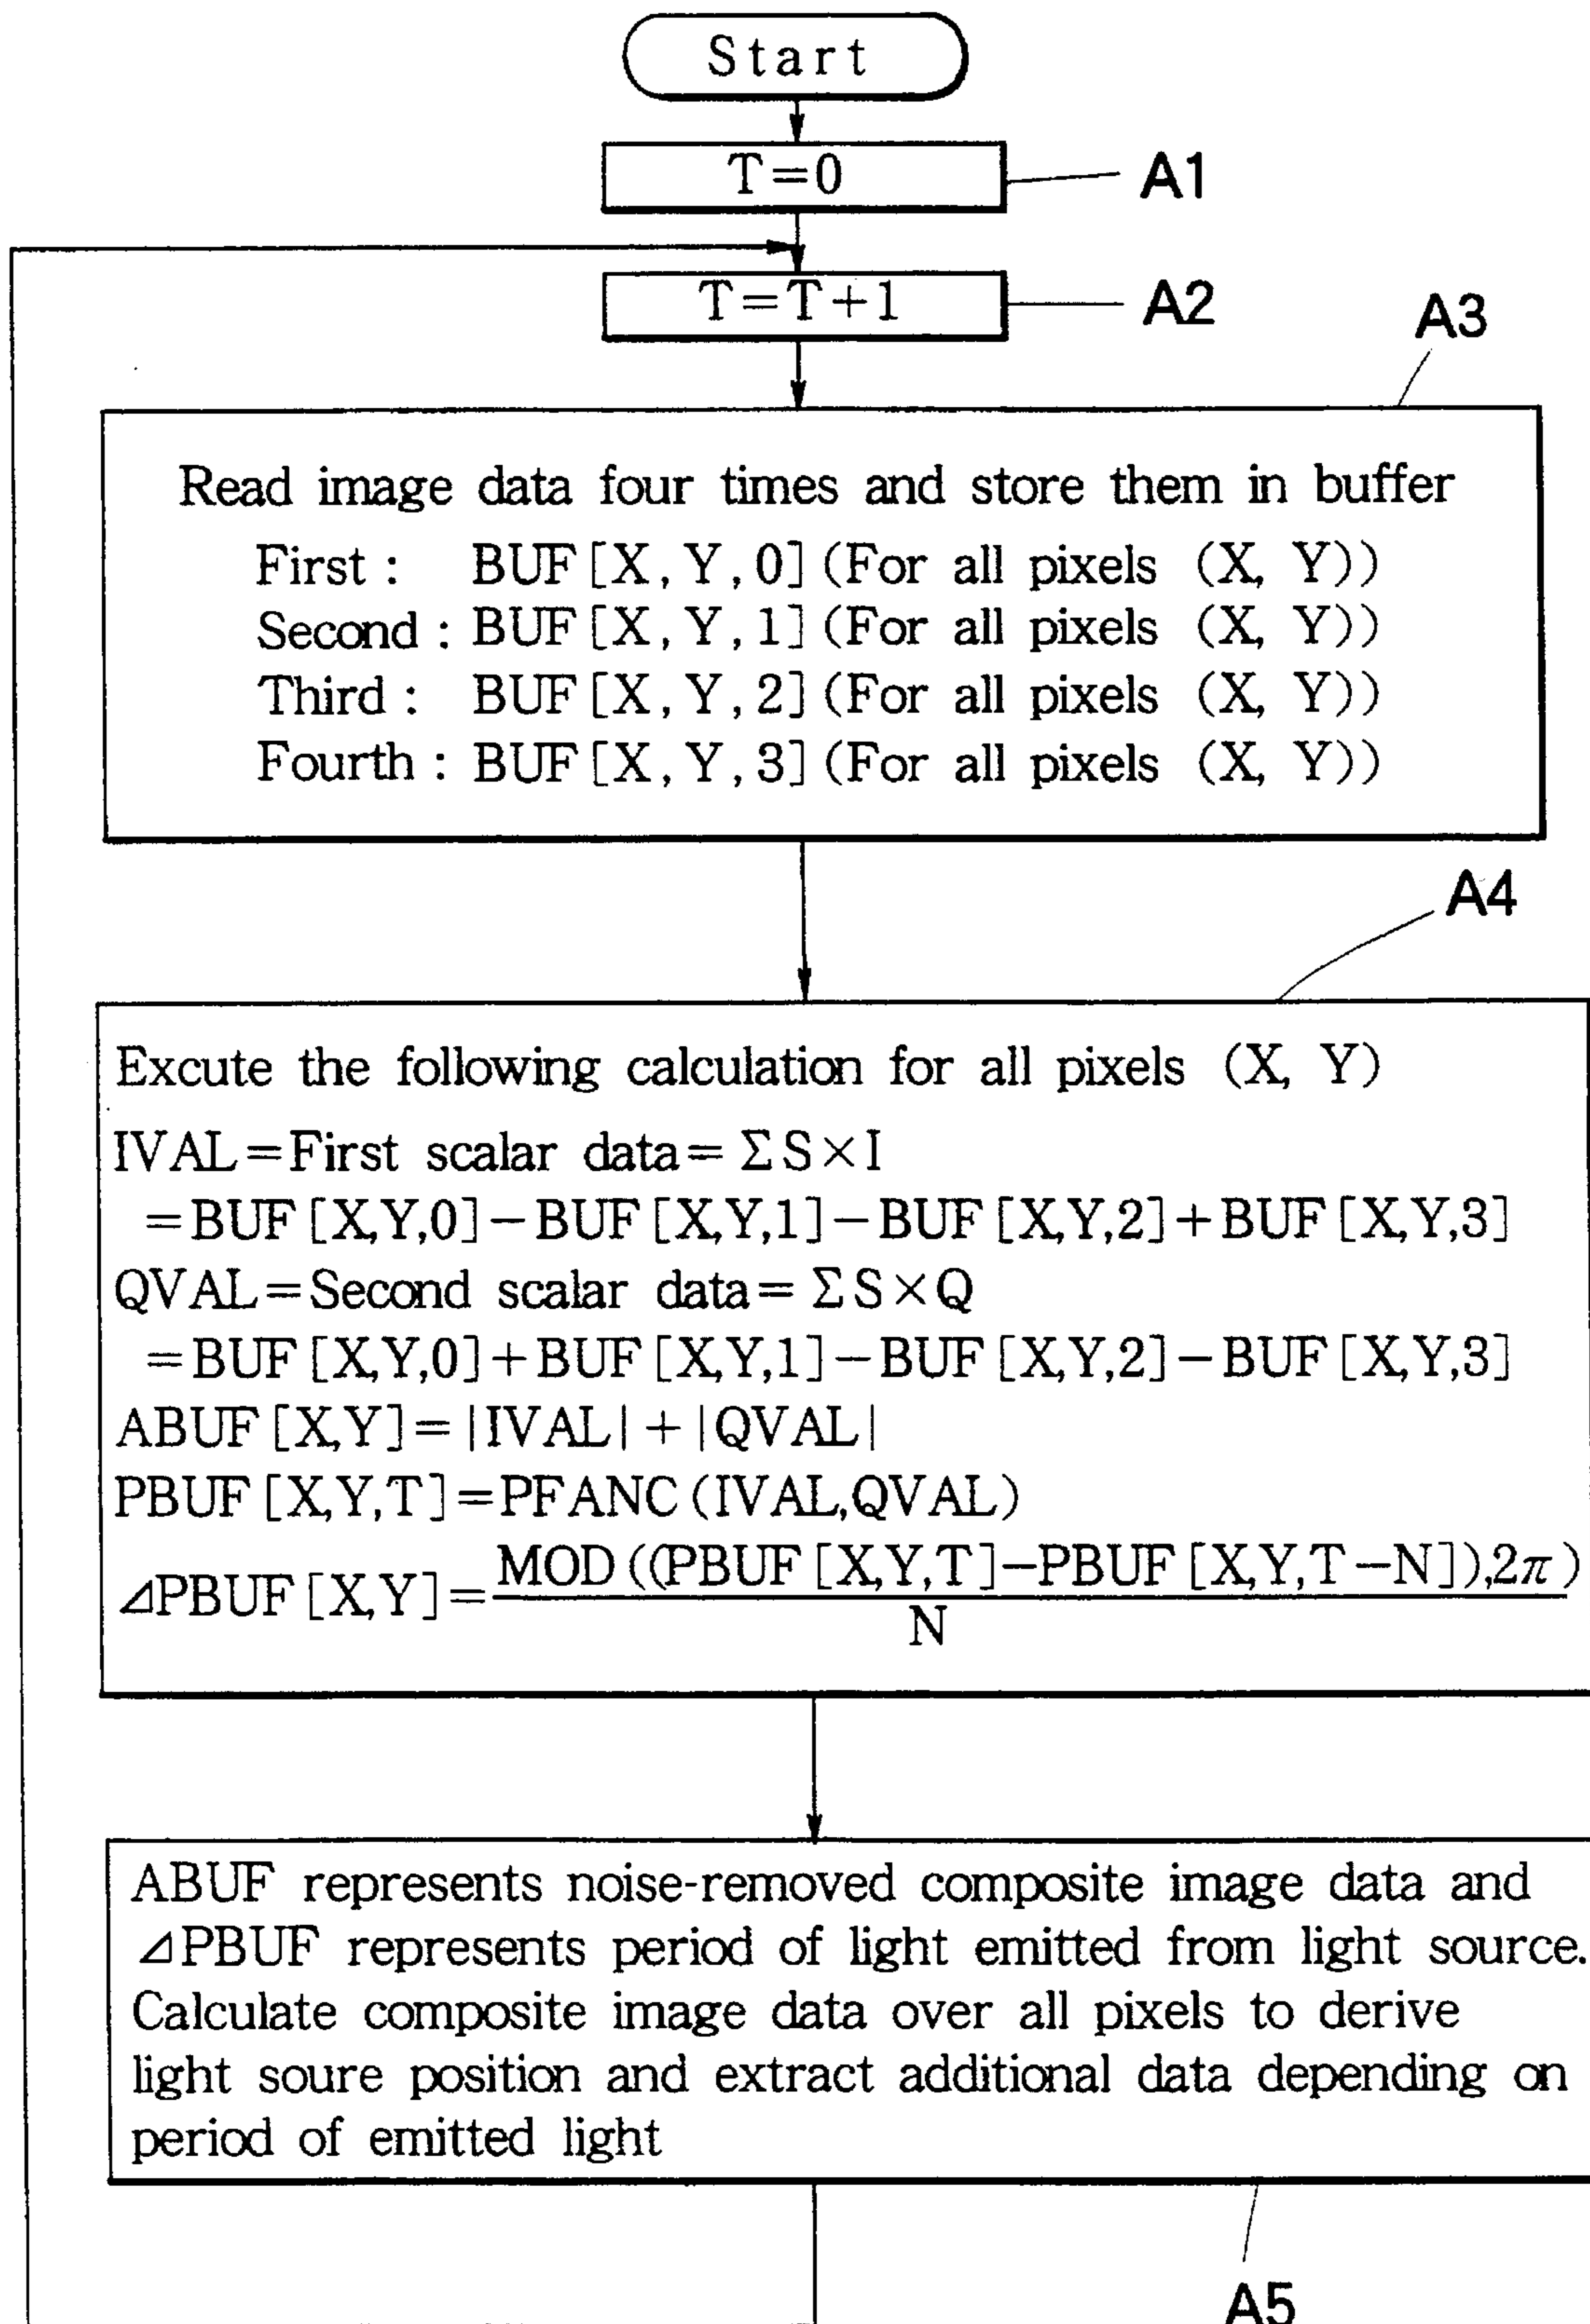 Start
T=0
A1
T=T+1
A2
A3
Read image data four times and store them in buffer
First : BUF[X, Y, 0] (For all pixels (X, Y))
Second : BUF[X, Y, 1] (For all pixels (X, Y))
Third : BUF[X, Y, 2] (For all pixels (X, Y))
Fourth : BUF[X, Y, 3] (For all pixels (X, Y))
A4
Excute the following calculation for all pixels (X, Y)
IVAL=First scalar data=ΣS×I
=BUF[X,Y,0]−BUF[X,Y,1]−BUF[X,Y,2]+BUF[X,Y,3]
QVAL=Second scalar data=ΣS×Q
=BUF[X,Y,0]+BUF[X,Y,1]−BUF[X,Y,2]−BUF[X,Y,3]
ABUF[X,Y]=|IVAL|+|QVAL|
PBUF[X,Y,T]=PFANC(IVAL,QVAL)
⊿PBUF[X,Y]=MOD((PBUF[X,Y,T]−PBUF[X,Y,T−N]),2π)
N
ABUF represents noise-removed composite image data and
⊿PBUF represents period of light emitted from light source.
Calculate composite image data over all pixels to derive
light soure position and extract additional data depending on
period of emitted light
A5